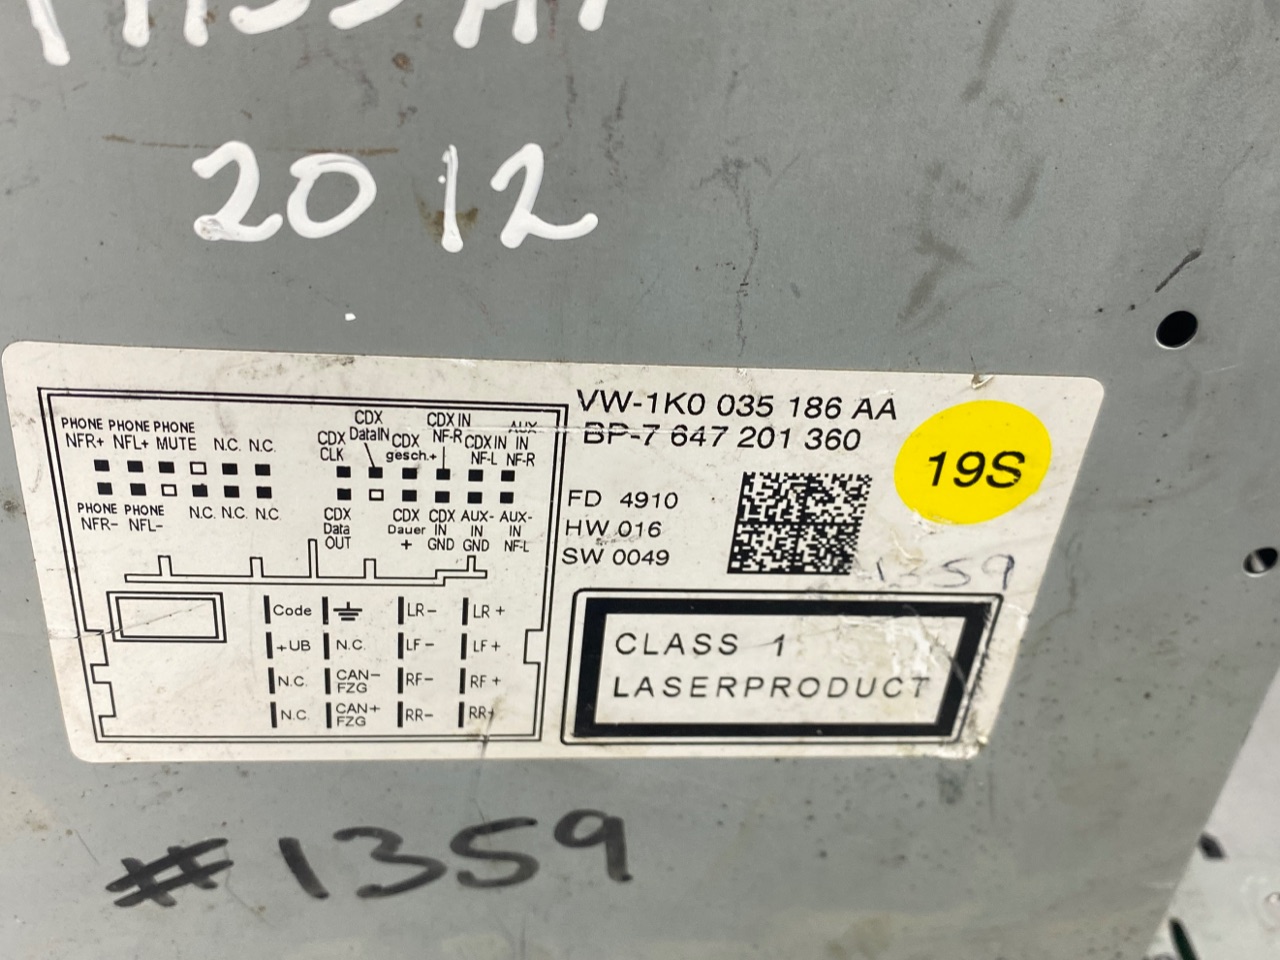 PASSAT
2012
VW-1K0 035 186 AA
BP-7 647 201 360
FD 4910
HW 016
SW 0049
19S
1359
CLASS 1
LASERPRODUCT
PHONE PHONE PHONE
NFR+ NFL+ MUTE N.C. N.C.
PHONE PHONE
NFR- NFL- N.C. N.C. N.C.
CDX CLK
CDX DataIN
CDX gesch.+
CDX IN NF-R
CDX IN NF-L
AUX IN NF-R
CDX Data OUT
CDX Dauer +
CDX IN GND
AUX-IN GND
AUX-IN NF-L
Code LR- LR+
+UB N.C. LF- LF+
N.C. CAN- FZG RF- RF+
N.C. CAN+ FZG RR- RR+
#1359